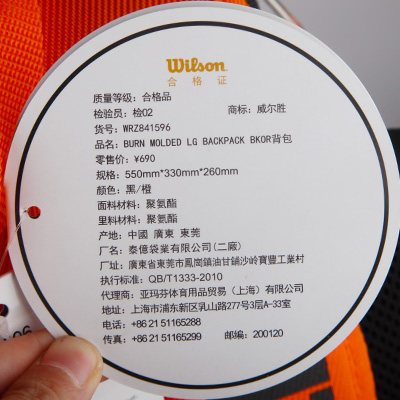 Wilson
合格证
质量等级：合格品
检验员：检02 商标：威尔胜
货号：WRZ841596
品名：BURN MOLDED LG BACKPACK BKOR背包
零售价：¥690
规格：550mm*330mm*260mm
颜色：黑/橙
面料材料：聚氨酯
里料材料：聚氨酯
产地：中國 廣東 東莞
厂名：泰億袋業有限公司(二廠)
厂址：廣東省東莞市鳳崗鎮油甘鋪沙岭寶豐工業村
执行标准：QB/T1333-2010
代理商：亚玛芬体育用品贸易（上海）有限公司
地址：上海市浦东新区乳山路277号3层A-33室
电话：+86 21 51165288
传真：+86 21 51165299 邮编：200120